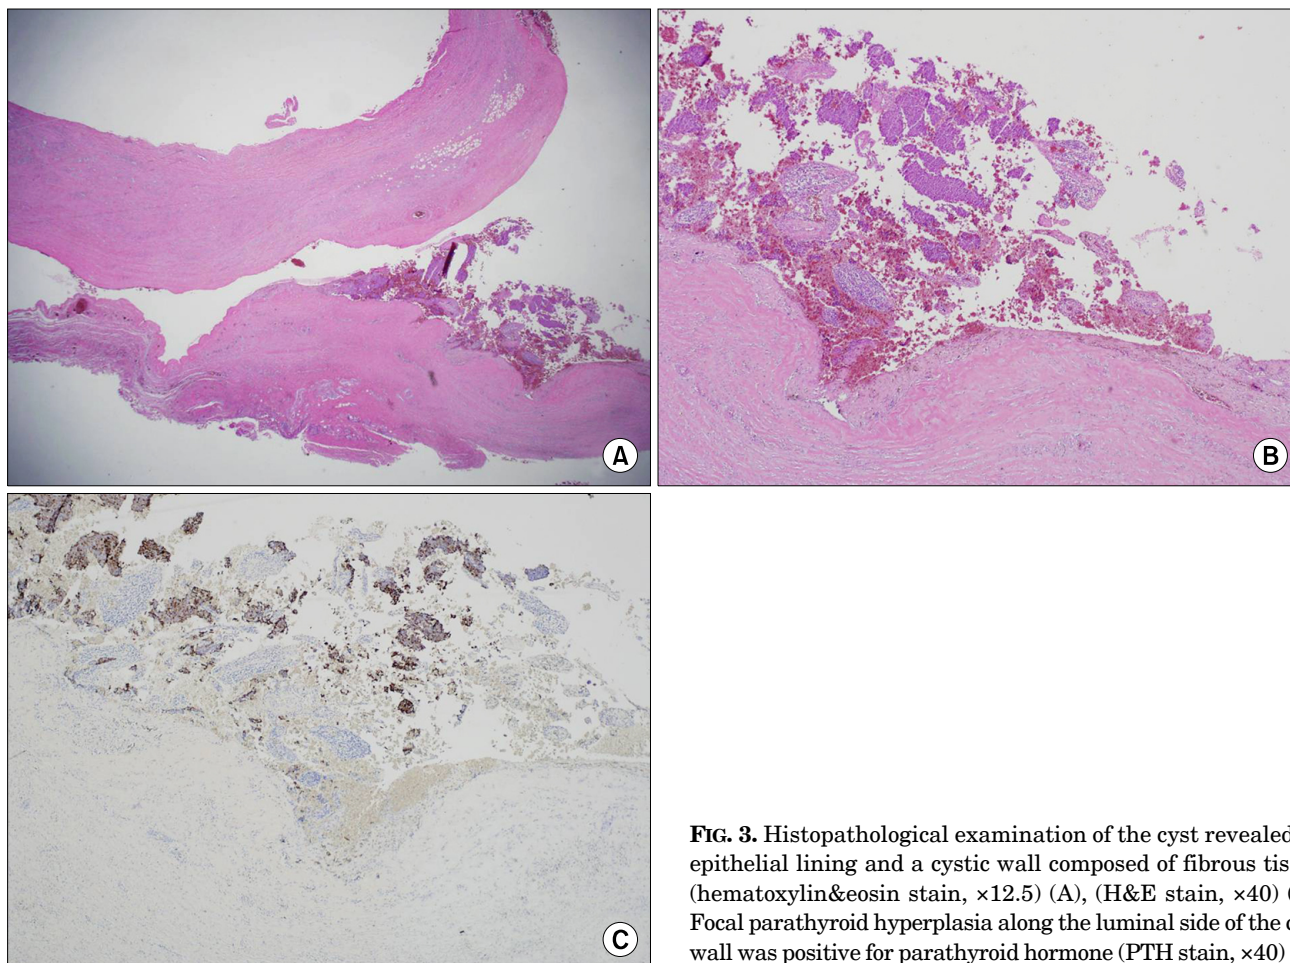 A
B
C
FIG. 3. Histopathological examination of the cyst revealed
epithelial lining and a cystic wall composed of fibrous tis
(hematoxylin&eosin stain, ×12.5) (A), (H&E stain, ×40)
Focal parathyroid hyperplasia along the luminal side of the
wall was positive for parathyroid hormone (PTH stain, ×40)